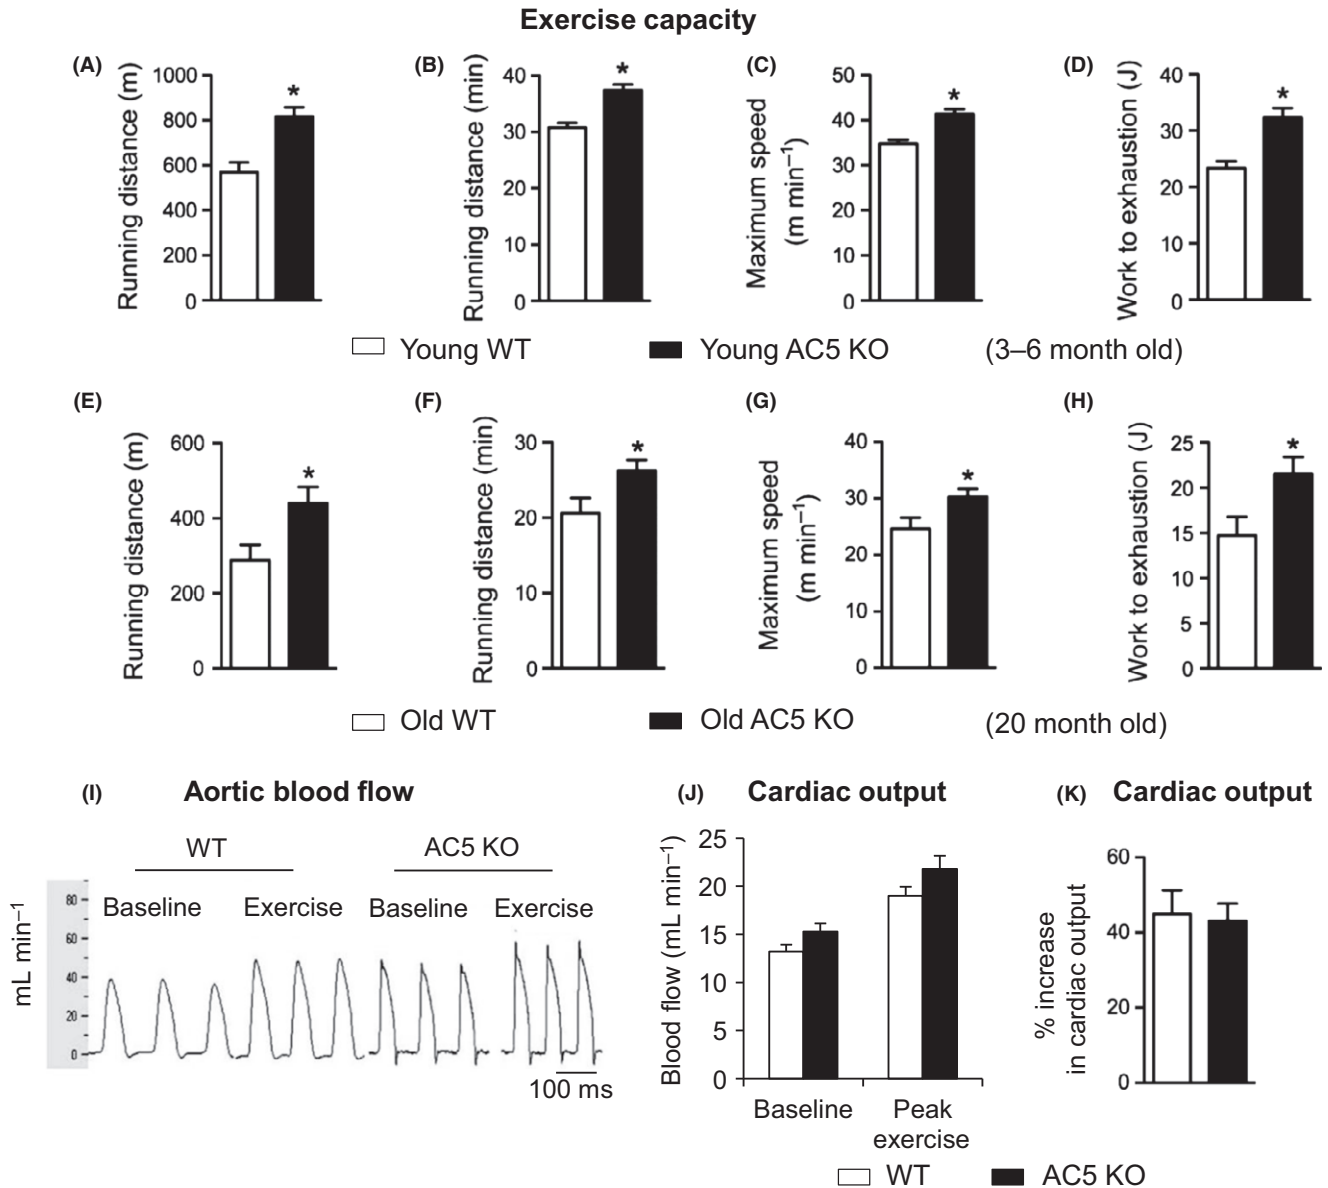 Exercise capacity
(A)
Running distance (m)
1000
800
600
400
200
0
*
(B)
Running distance (min)
40
30
20
10
0
*
(C)
Maximum speed
(m min⁻¹)
50
40
30
20
10
0
*
(D)
Work to exhaustion (J)
40
30
20
10
0
*
Young WT
Young AC5 KO
(3–6 month old)
(E)
Running distance (m)
600
400
200
0
*
(F)
Running distance (min)
30
20
10
0
*
(G)
Maximum speed
(m min⁻¹)
40
30
20
10
0
*
(H)
Work to exhaustion (J)
25
20
15
10
5
0
*
Old WT
Old AC5 KO
(20 month old)
(I)
Aortic blood flow
WT
AC5 KO
Baseline
Exercise
Baseline
Exercise
mL min⁻¹
80
60
40
20
0
100 ms
(J)
Cardiac output
Blood flow (mL min⁻¹)
25
20
15
10
5
0
Baseline
Peak
exercise
(K)
Cardiac output
% increase
in cardiac output
60
40
20
0
WT
AC5 KO